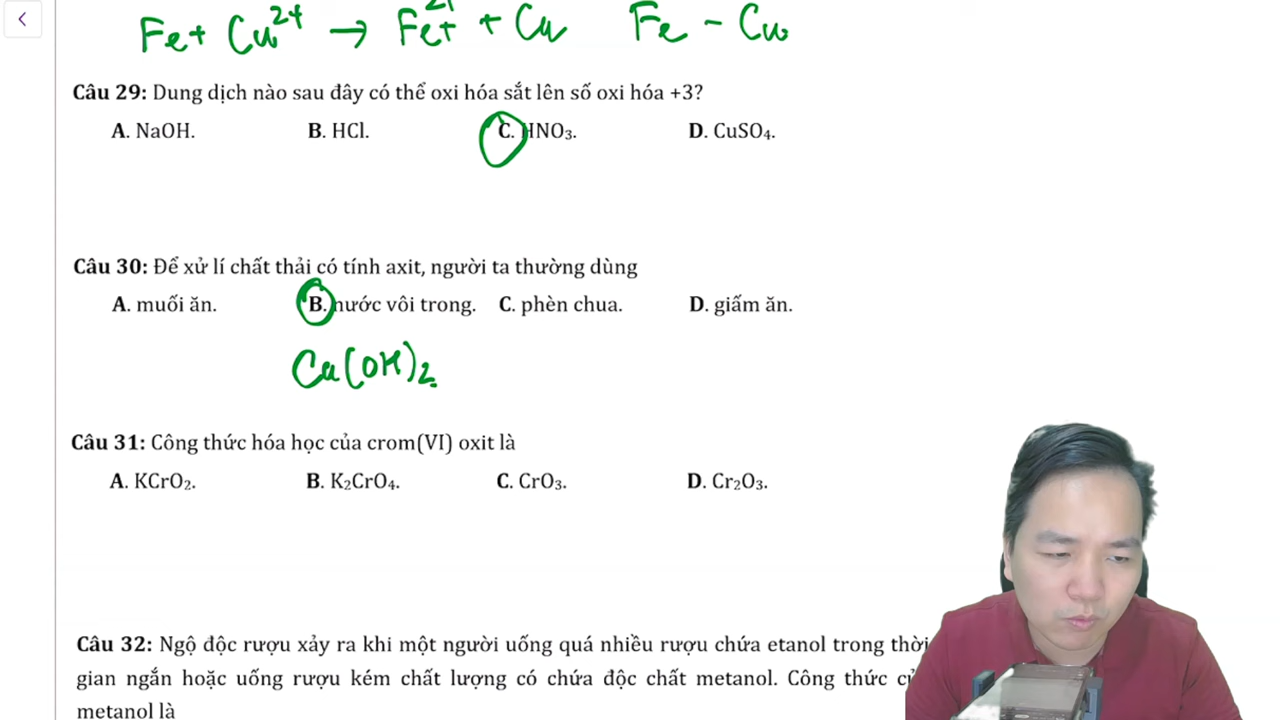 Fe + Cu²⁺ → Fe²⁺ + Cu Fe - Cu
Câu 29: Dung dịch nào sau đây có thể oxi hóa sắt lên số oxi hóa +3?
A. NaOH. B. HCl. C. HNO₃. D. CuSO₄.
Câu 30: Để xử lí chất thải có tính axit, người ta thường dùng
A. muối ăn. B. nước vôi trong. C. phèn chua. D. giấm ăn.
Ca(OH)₂
Câu 31: Công thức hóa học của crom(VI) oxit là
A. KCrO₂. B. K₂CrO₄. C. CrO₃. D. Cr₂O₃.
Câu 32: Ngộ độc rượu xảy ra khi một người uống quá nhiều rượu chứa etanol trong thời
gian ngắn hoặc uống rượu kém chất lượng có chứa độc chất metanol. Công thức
metanol là